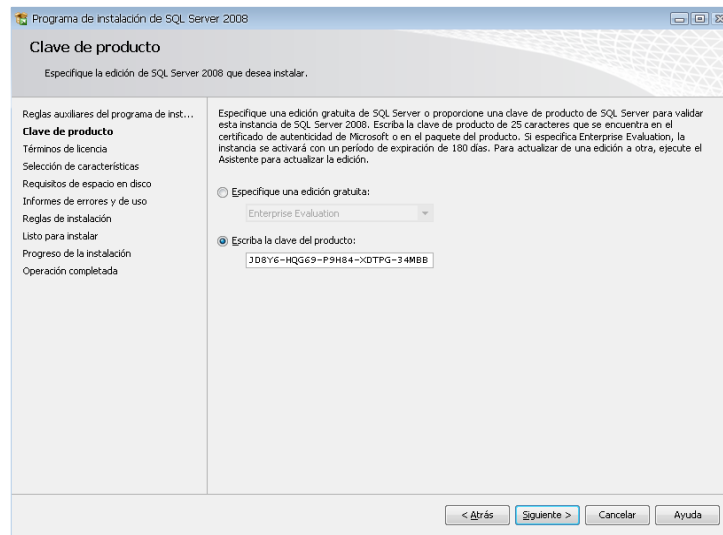 Programa de instalación de SQL Server 2008
Clave de producto
Especifique la edición de SQL Server 2008 que desea instalar.
Reglas auxiliares del programa de inst...
Clave de producto
Términos de licencia
Selección de características
Requisitos de espacio en disco
Informes de errores y de uso
Reglas de instalación
Listo para instalar
Progreso de la instalación
Operación completada
Especifique una edición gratuita de SQL Server o proporcione una clave de producto de SQL Server para validar
esta instancia de SQL Server 2008. Escriba la clave de producto de 25 caracteres que se encuentra en el
certificado de autenticidad de Microsoft o en el paquete del producto. Si especifica Enterprise Evaluation, la
instancia se activará con un período de expiración de 180 días. Para actualizar de una edición a otra, ejecute el
Asistente para actualizar la edición.
Especifique una edición gratuita:
Enterprise Evaluation
Escriba la clave del producto:
JD8Y6-HQG69-P9H84-XDTPG-34MBB
< Atrás
Siguiente >
Cancelar
Ayuda